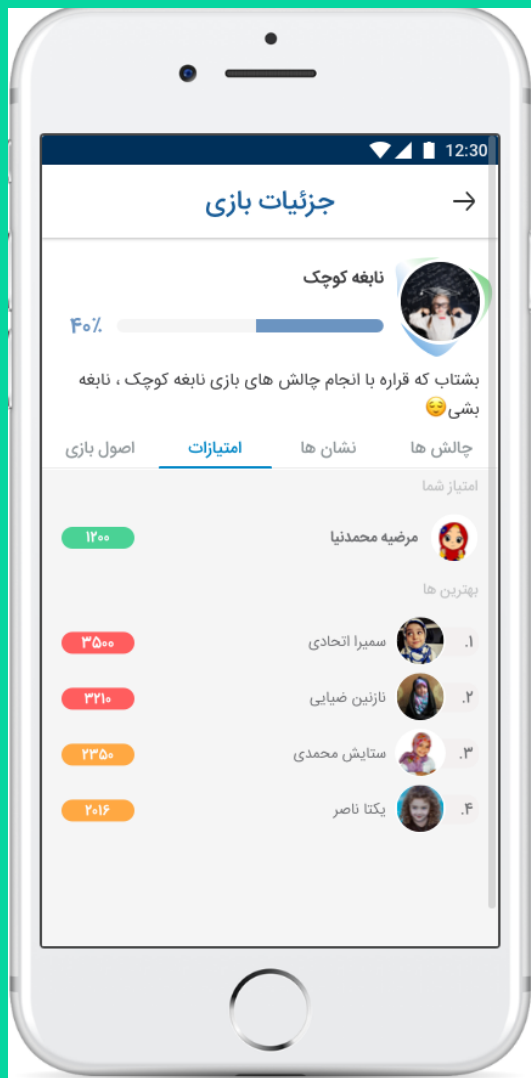 12:30
جزئیات بازی
نابغه کوچک
۴۰٪
بشتاب که قراره با انجام چالش های بازی نابغه کوچک ، نابغه
بشی😌
چالش ها نشان ها امتیازات اصول بازی
امتیاز شما
مرضیه محمدنیا ۱۲۰۰
بهترین ها
۱. سمیرا اتحادی ۳۵۰۰
۲. نازنین ضیایی ۳۲۱۰
۳. ستایش محمدی ۲۳۵۰
۴. یکتا ناصر ۲۰۱۶